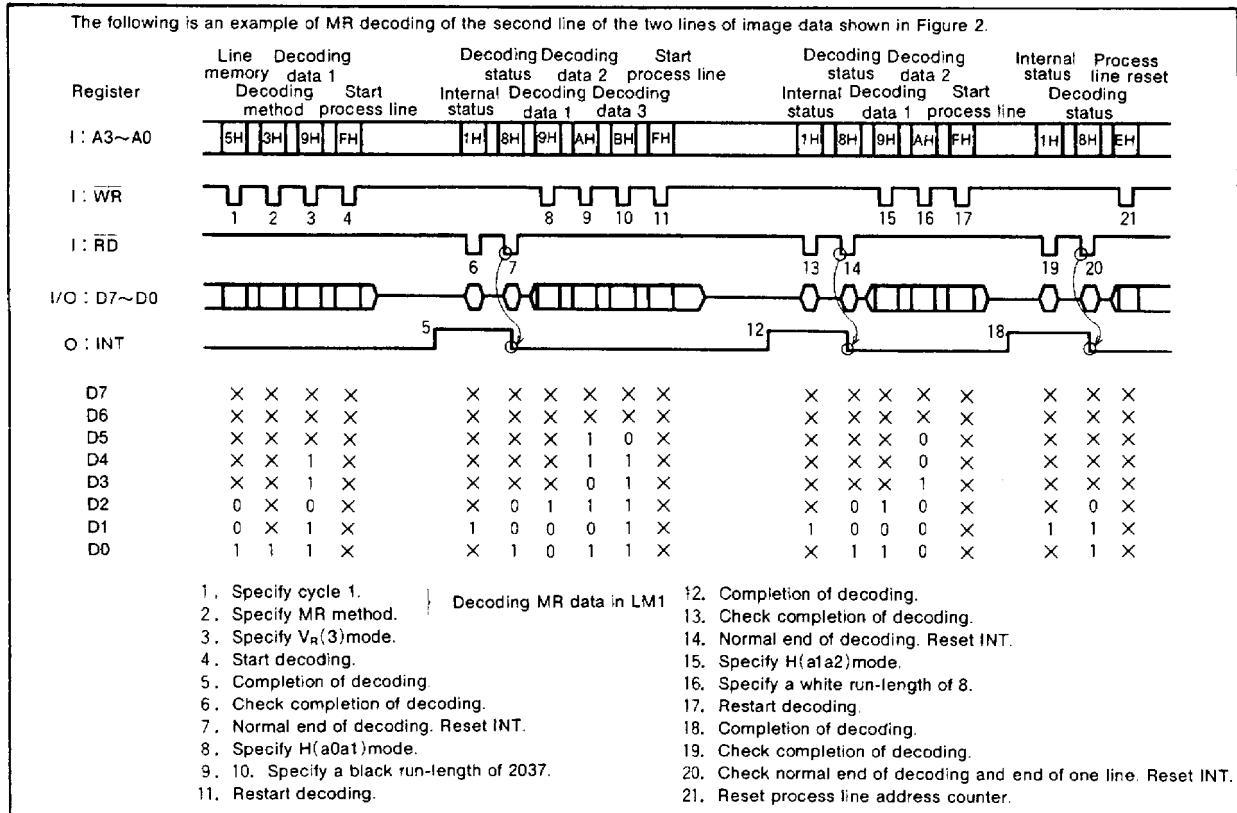 The following is an example of MR decoding of the second line of the two lines of image data shown in Figure 2.
Line Decoding Decoding Decoding Start Decoding Decoding Start Internal Process
memory data 1 status data 2 process line status data 2 status line reset
Register Decoding Start Internal Decoding Decoding Internal Decoding Start Decoding
method process line status data 1 data 3 status data 1 process line status
I : A3~A0 5H 3H 9H FH 1H 8H 9H AH BH FH 1H 8H 9H AH FH 1H 8H EH
I : WR
1 2 3 4 8 9 10 11 15 16 17 21
I : RD
6 7 13 14 19 20
I/O : D7~D0
5 12 18
O : INT
D7 × × × × × × × × × × × × × × × × × ×
D6 × × × × × × × × × × × × × × × × × ×
D5 × × × × × × × 1 0 × × × × 0 × × × ×
D4 × × 1 × × × × 1 1 × × × × 0 × × × ×
D3 × × 1 × × × × 0 1 × × × × 1 × × × ×
D2 0 × 0 × × 0 1 1 1 × × 0 1 0 × × 0 ×
D1 0 × 1 × 1 0 0 0 1 × 1 0 0 0 × 1 1 ×
D0 1 1 1 × × 1 0 1 1 × × 1 1 0 × × 1 ×
1. Specify cycle 1.
2. Specify MR method.
Decoding MR data in LM1
3. Specify VR(3)mode.
4. Start decoding.
5. Completion of decoding.
6. Check completion of decoding.
7. Normal end of decoding. Reset INT.
8. Specify H(a0a1)mode.
9. 10. Specify a black run-length of 2037.
11. Restart decoding.
12. Completion of decoding.
13. Check completion of decoding.
14. Normal end of decoding. Reset INT.
15. Specify H(a1a2)mode.
16. Specify a white run-length of 8.
17. Restart decoding.
18. Completion of decoding.
19. Check completion of decoding.
20. Check normal end of decoding and end of one line. Reset INT.
21. Reset process line address counter.